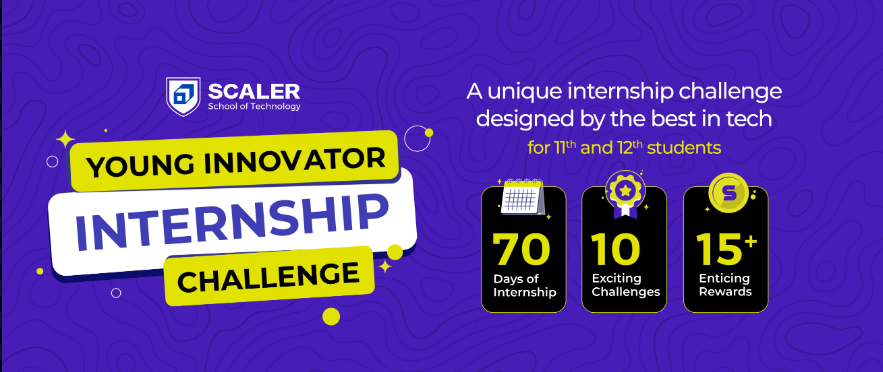 SCALER
School of Technology
YOUNG INNOVATOR
INTERNSHIP
CHALLENGE
A unique internship challenge
designed by the best in tech
for 11th and 12th students
70
Days of
Internship
10
Exciting
Challenges
S
15+
Enticing
Rewards